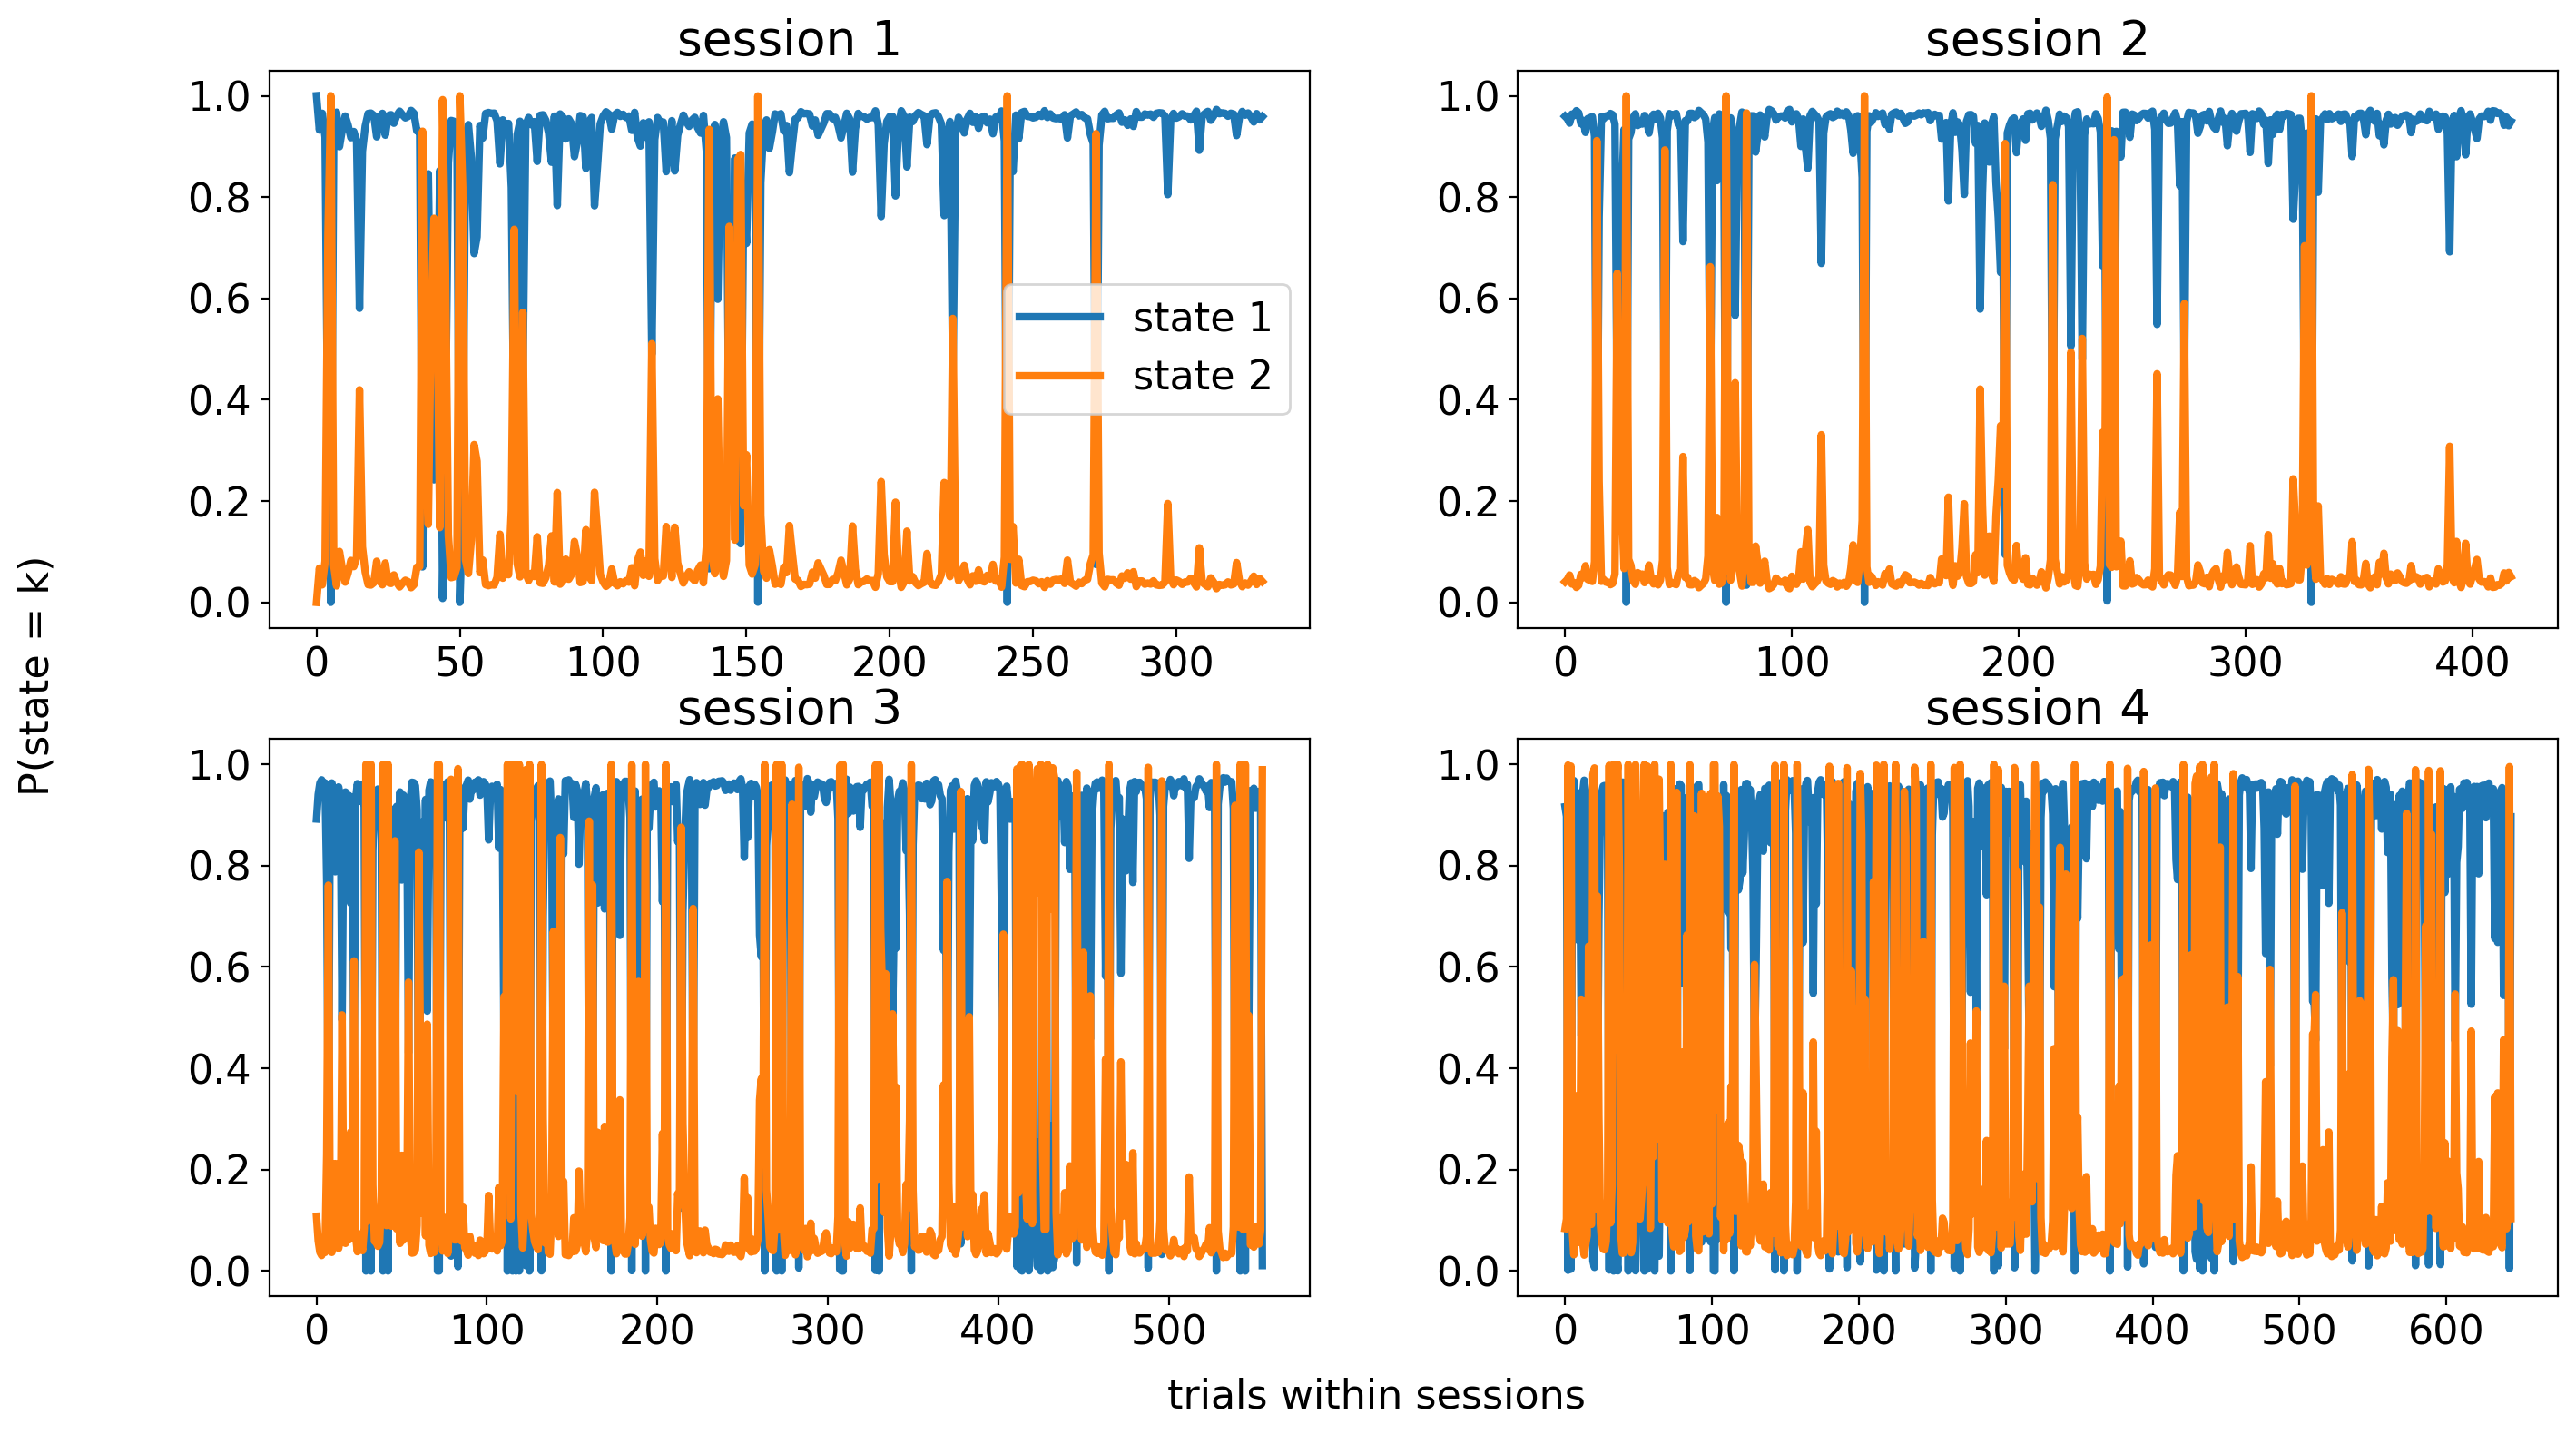 session 1
1.0
0.8
0.6
0.4
0.2
0.0
0 50 100 150 200 250 300
state 1
state 2
session 2
1.0
0.8
0.6
0.4
0.2
0.0
0 100 200 300 400
P(state = k)
session 3
1.0
0.8
0.6
0.4
0.2
0.0
0 100 200 300 400 500
session 4
1.0
0.8
0.6
0.4
0.2
0.0
0 100 200 300 400 500 600
trials within sessions